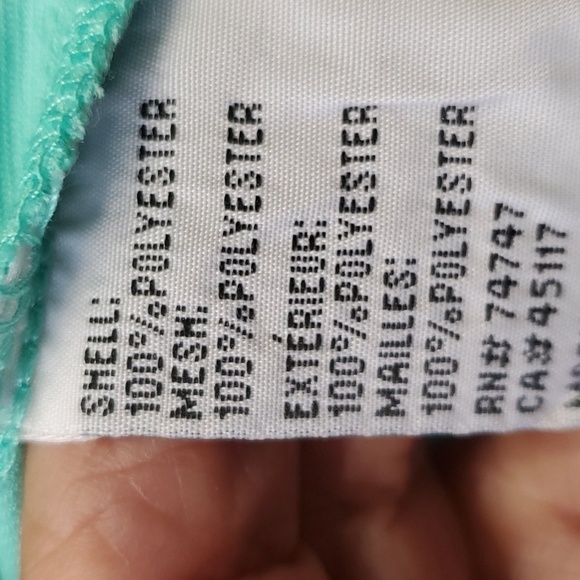 SHELL:
100%POLYESTER
MESH:
100%POLYESTER
EXTÉRIEUR:
100%POLYESTER
MAILLES:
100%POLYESTER
RN# 74747
CA# 45117